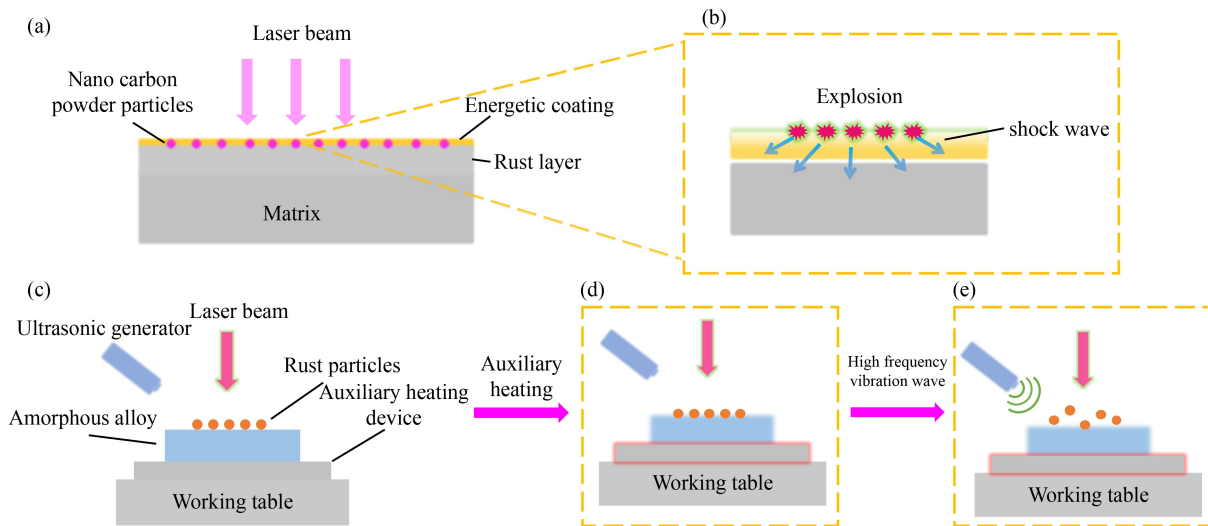 (a)
Laser beam
Nano carbon
powder particles
Energetic coating
Rust layer
Matrix
(b)
Explosion
shock wave
(c)
Laser beam
Ultrasonic generator
Rust particles
Auxiliary heating
device
Amorphous alloy
Working table
Auxiliary
heating
(d)
Working table
High frequency
vibration wave
(e)
Working table